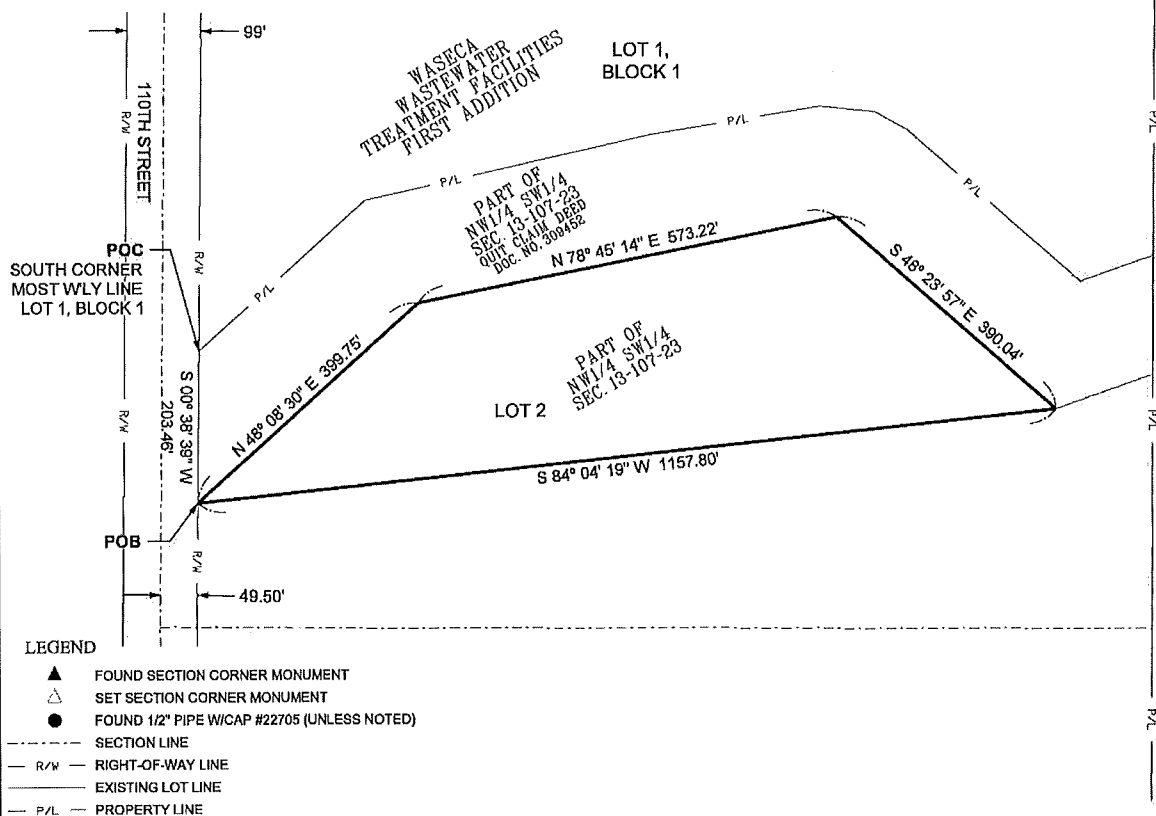 99'
WASECA
WASTEWATER
TREATMENT FACILITIES
FIRST ADDITION
LOT 1,
BLOCK 1
110TH STREET
R/W
R/W
R/W
R/W
P/L
P/L
P/L
P/L
P/L
P/L
P/L
PART OF
NW1/4 SW1/4
SEC. 13-107-23
QUIT CLAIM DEED
DOC. NO. 309452
N 78° 45' 14" E 573.22'
POC
SOUTH CORNER
MOST W'LY LINE
LOT 1, BLOCK 1
S 48° 23' 57" E 390.04'
N 48° 08' 30" E 399.75'
PART OF
NW1/4 SW1/4
SEC. 13-107-23
S 00° 38' 39" W
203.46'
LOT 2
S 84° 04' 19" W 1157.80'
POB
49.50'
LEGEND
FOUND SECTION CORNER MONUMENT
SET SECTION CORNER MONUMENT
FOUND 1/2" PIPE W/CAP #22705 (UNLESS NOTED)
SECTION LINE
R/W RIGHT-OF-WAY LINE
EXISTING LOT LINE
P/L PROPERTY LINE